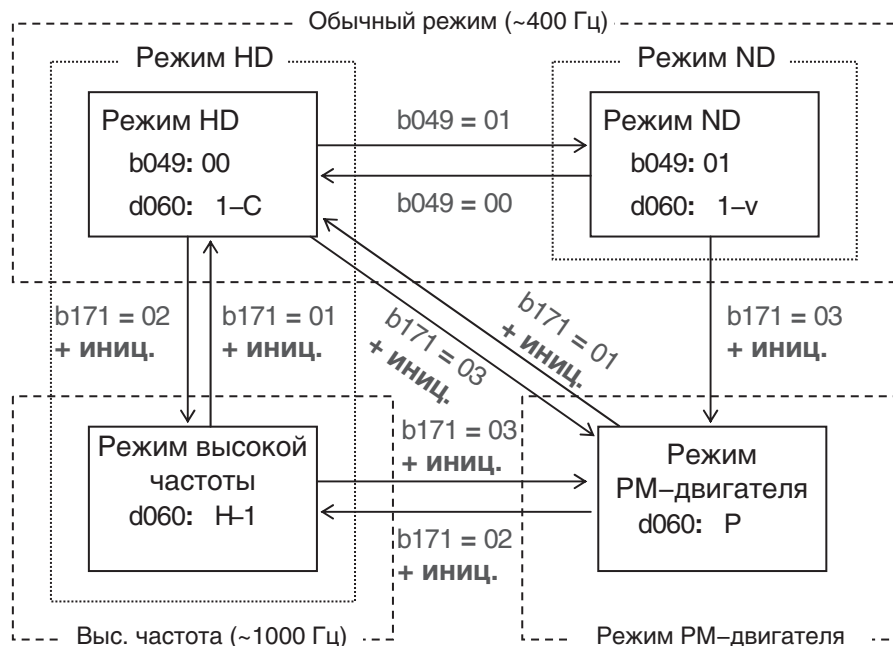 Обычный режим (~400 Гц)
Режим HD
Режим ND
Режим HD
b049: 00
d060: 1–C
b049 = 01
b049 = 00
Режим ND
b049: 01
d060: 1–v
b171 = 02
+ иниц.
b171 = 01
+ иниц.
b171 = 03
+ иниц.
b171 = 01
+ иниц.
b171 = 03
+ иниц.
Режим высокой
частоты
d060: H–1
b171 = 03
+ иниц.
b171 = 02
+ иниц.
Режим
PM–двигателя
d060: P
Выс. частота (~1000 Гц)
Режим PM–двигателя